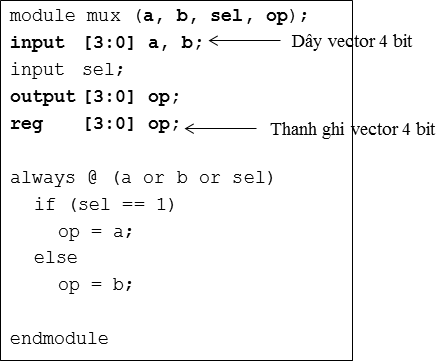 module mux (a, b, sel, op);
input [3:0] a, b;
Dây vector 4 bit
input sel;
output [3:0] op;
reg [3:0] op;
Thanh ghi vector 4 bit
always @ (a or b or sel)
if (sel == 1)
op = a;
else
op = b;
endmodule